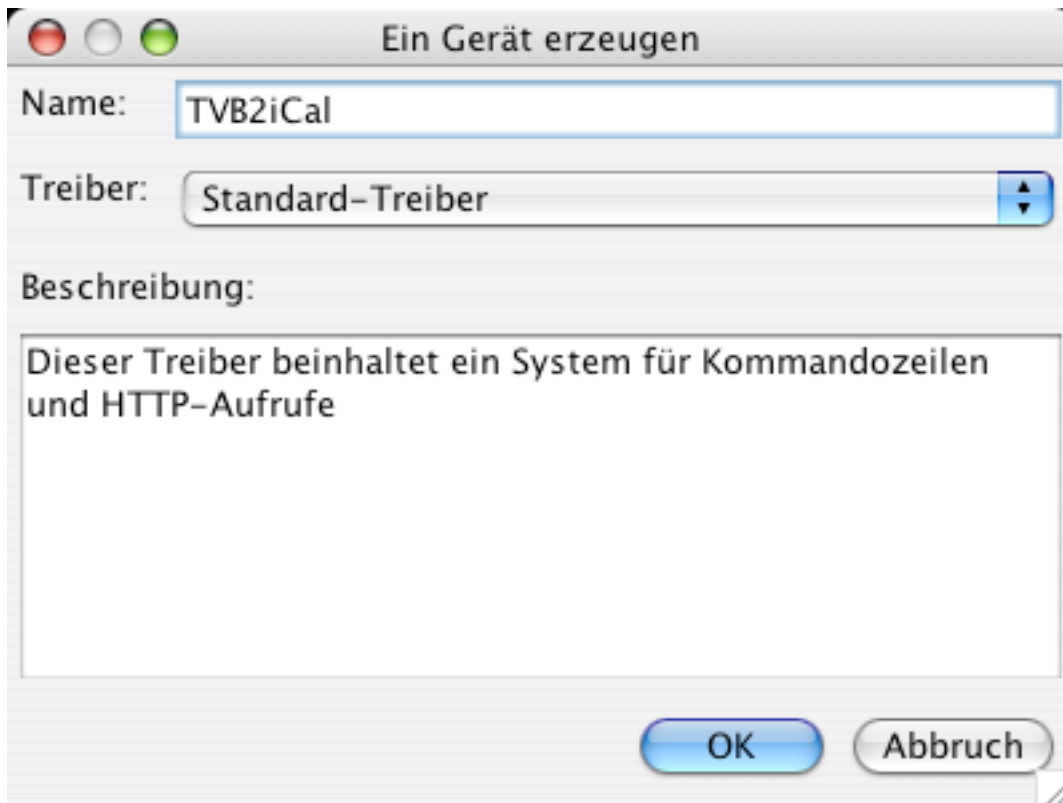 Ein Gerät erzeugen
Name: TVB2iCal
Treiber: Standard-Treiber
Beschreibung:
Dieser Treiber beinhaltet ein System für Kommandozeilen
und HTTP-Aufrufe
OK Abbruch